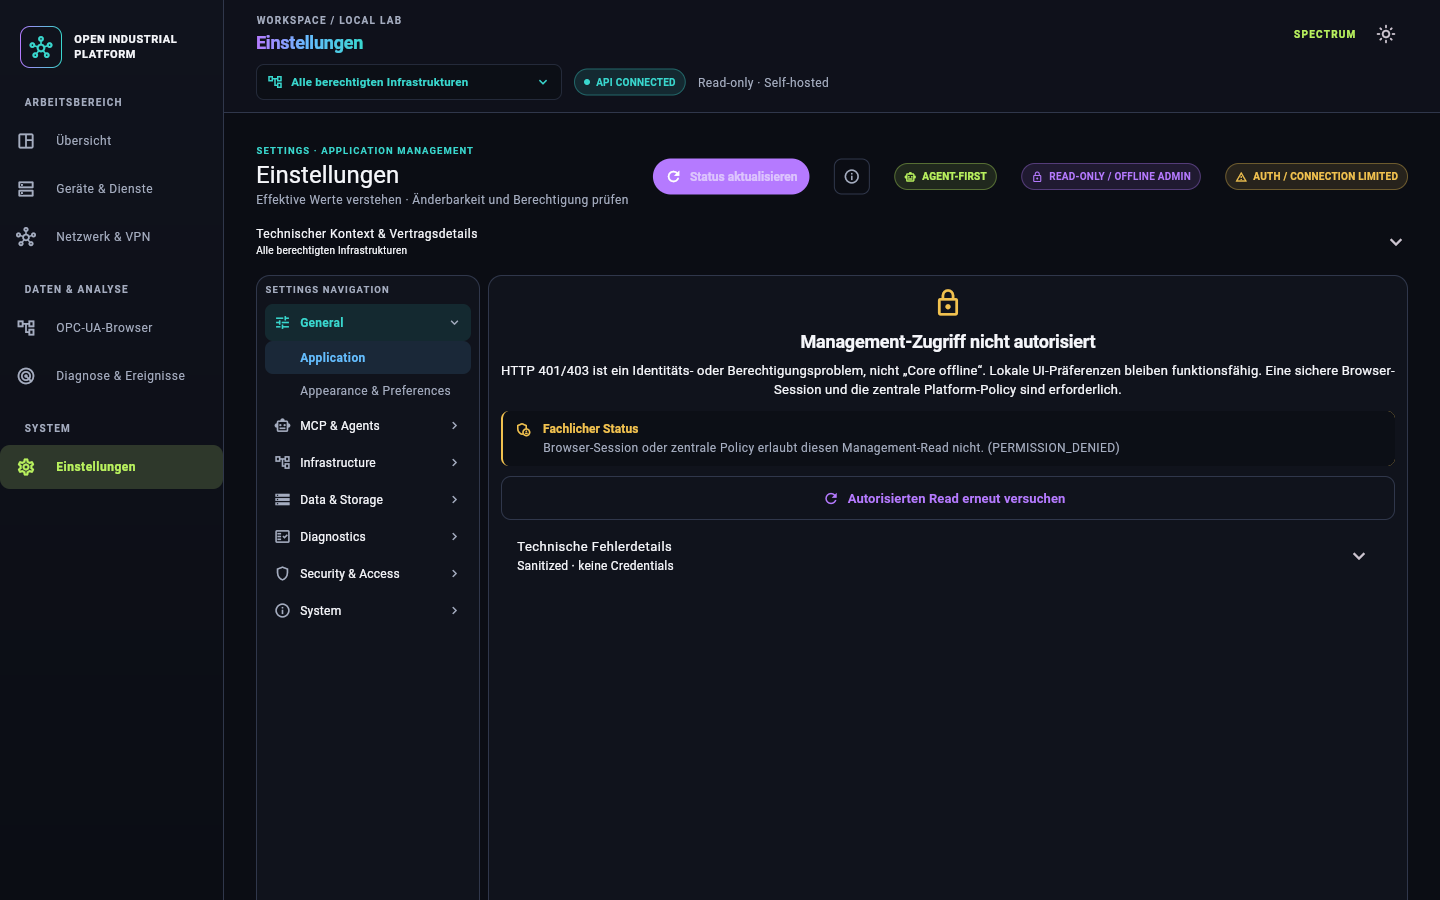 OPEN INDUSTRIAL
PLATFORM
ARBEITSBEREICH
Übersicht
Geräte & Dienste
Netzwerk & VPN
DATEN & ANALYSE
OPC-UA-Browser
Diagnose & Ereignisse
SYSTEM
Einstellungen
WORKSPACE / LOCAL LAB
Einstellungen
SPECTRUM
Alle berechtigten Infrastrukturen
API CONNECTED
Read-only · Self-hosted
SETTINGS · APPLICATION MANAGEMENT
Einstellungen
Effektive Werte verstehen · Änderbarkeit und Berechtigung prüfen
Status aktualisieren
AGENT-FIRST
READ-ONLY / OFFLINE ADMIN
AUTH / CONNECTION LIMITED
Technischer Kontext & Vertragsdetails
Alle berechtigten Infrastrukturen
SETTINGS NAVIGATION
General
Application
Appearance & Preferences
MCP & Agents
Infrastructure
Data & Storage
Diagnostics
Security & Access
System
Management-Zugriff nicht autorisiert
HTTP 401/403 ist ein Identitäts- oder Berechtigungsproblem, nicht „Core offline“. Lokale UI-Präferenzen bleiben funktionsfähig. Eine sichere Browser-
Session und die zentrale Platform-Policy sind erforderlich.
Fachlicher Status
Browser-Session oder zentrale Policy erlaubt diesen Management-Read nicht. (PERMISSION_DENIED)
Autorisierten Read erneut versuchen
Technische Fehlerdetails
Sanitized · keine Credentials